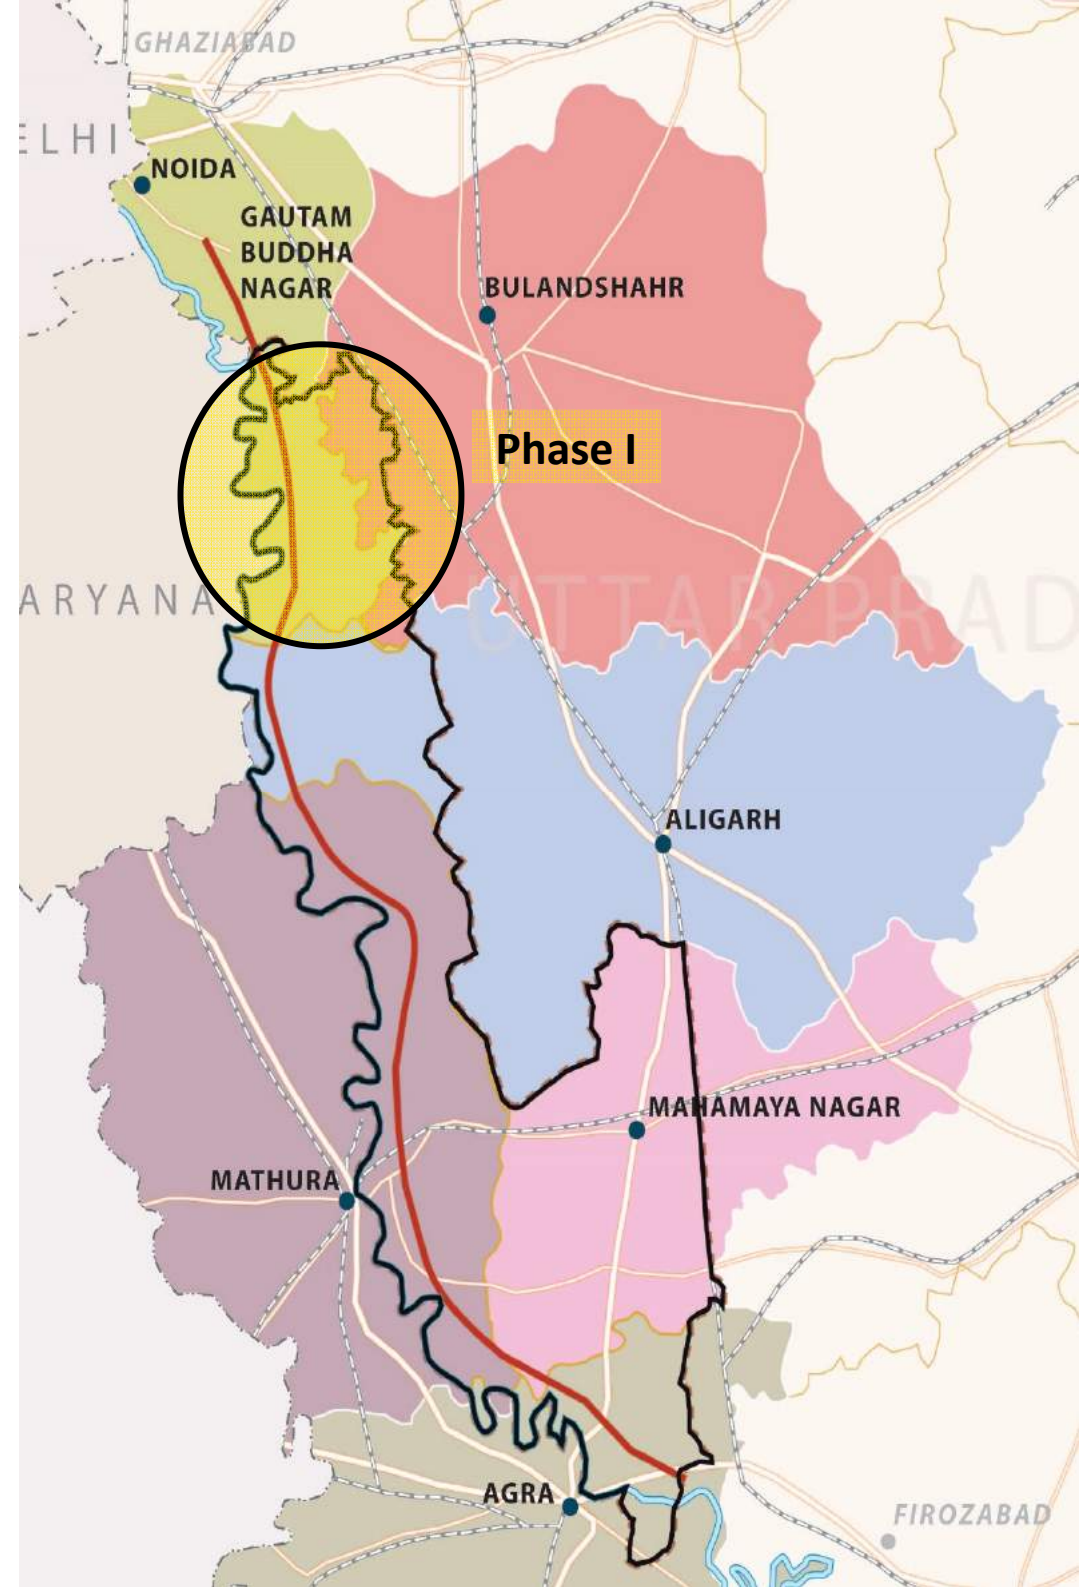 GHAZIABAD
ELHI
NOIDA
GAUTAM
BUDDHA
NAGAR
BULANDSHAHR
Phase I
ARYANA
UTTAR PRAD
ALIGARH
MAHAMAYA NAGAR
MATHURA
AGRA
FIROZABAD